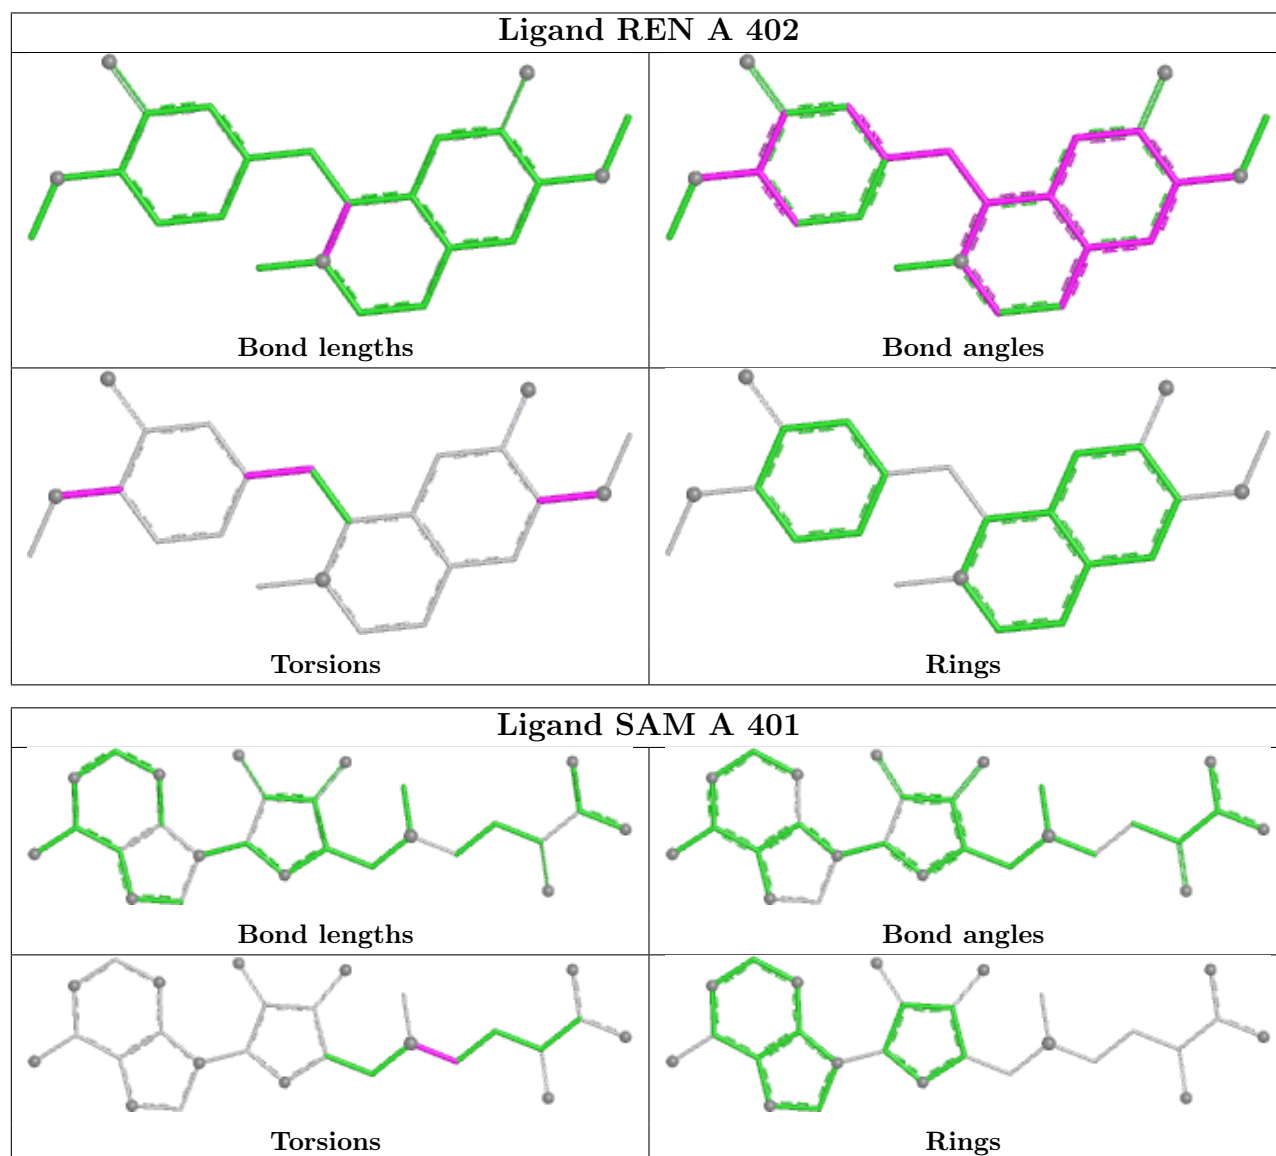 Ligand REN A 402
Bond lengths
Bond angles
Torsions
Rings
Ligand SAM A 401
Bond lengths
Bond angles
Torsions
Rings